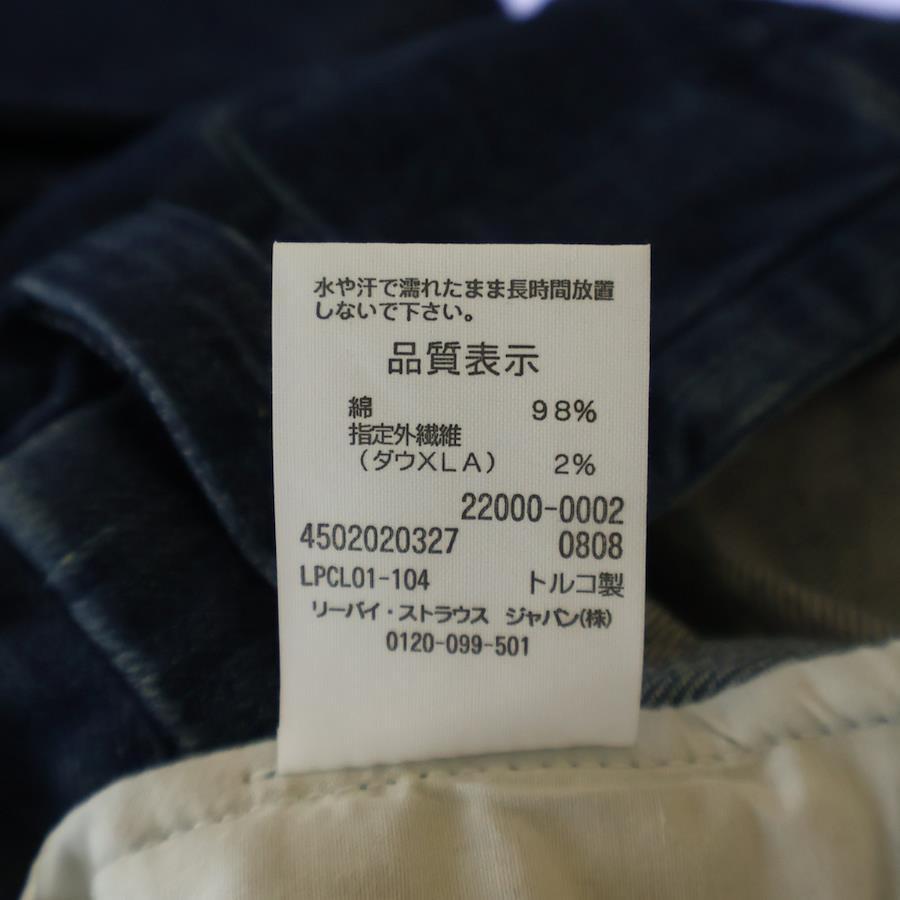 水や汗で濡れたまま長時間放置
しないで下さい。
品質表示
綿 98%
指定外繊維
(ダウXLA) 2%
22000-0002
4502020327 0808
LPCL01-104 トルコ製
リーバイ・ストラウス ジャパン(株)
0120-099-501